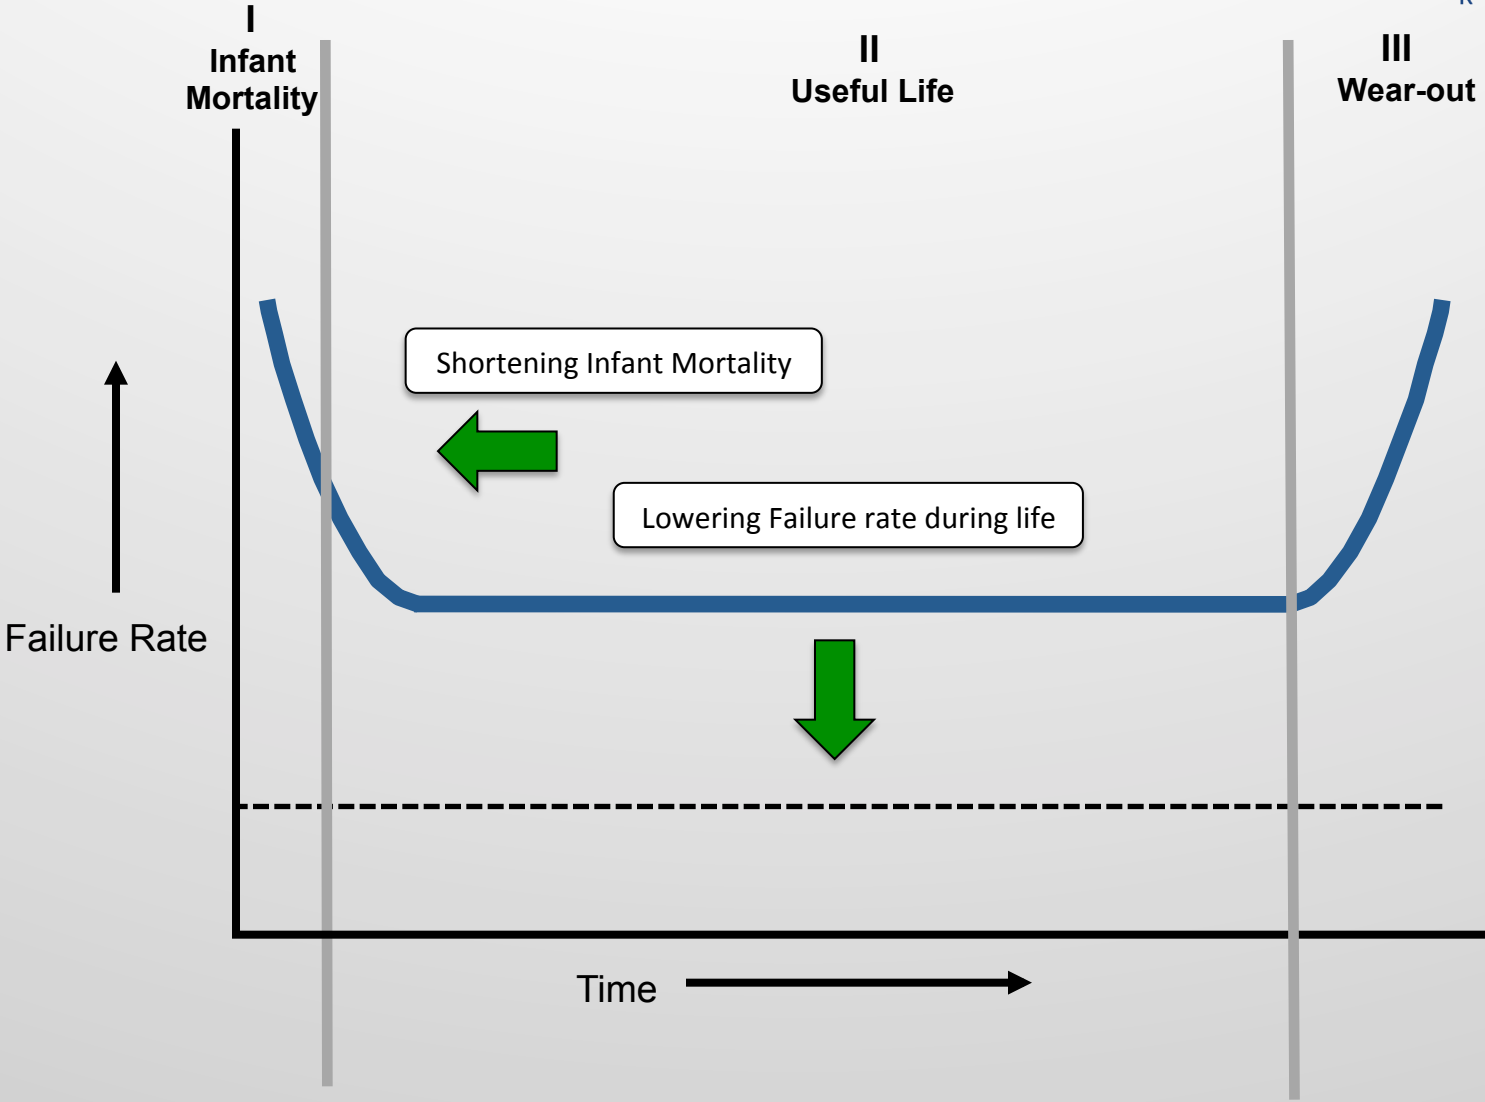 I
Infant
Mortality
II
Useful Life
III
Wear-out
Shortening Infant Mortality
Lowering Failure rate during life
Failure Rate
Time